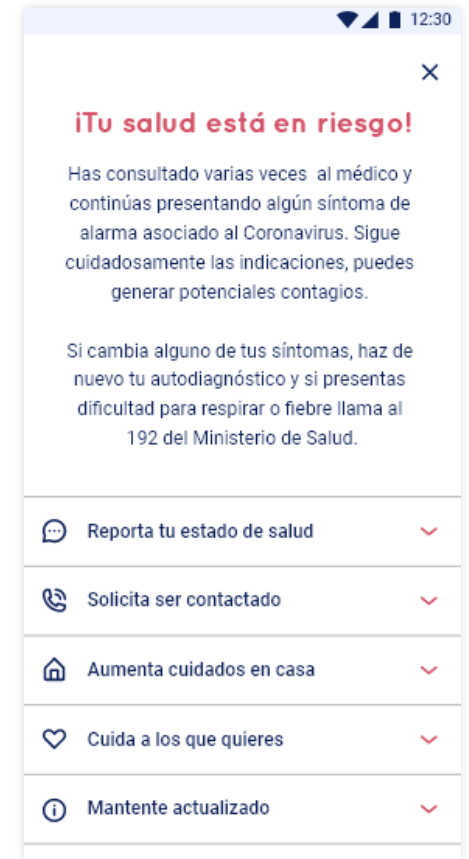 12:30
¡Tu salud está en riesgo!
Has consultado varias veces al médico y
continúas presentando algún síntoma de
alarma asociado al Coronavirus. Sigue
cuidadosamente las indicaciones, puedes
generar potenciales contagios.
Si cambia alguno de tus síntomas, haz de
nuevo tu autodiagnóstico y si presentas
dificultad para respirar o fiebre llama al
192 del Ministerio de Salud.
Reporta tu estado de salud
Solicita ser contactado
Aumenta cuidados en casa
Cuida a los que quieres
Mantente actualizado